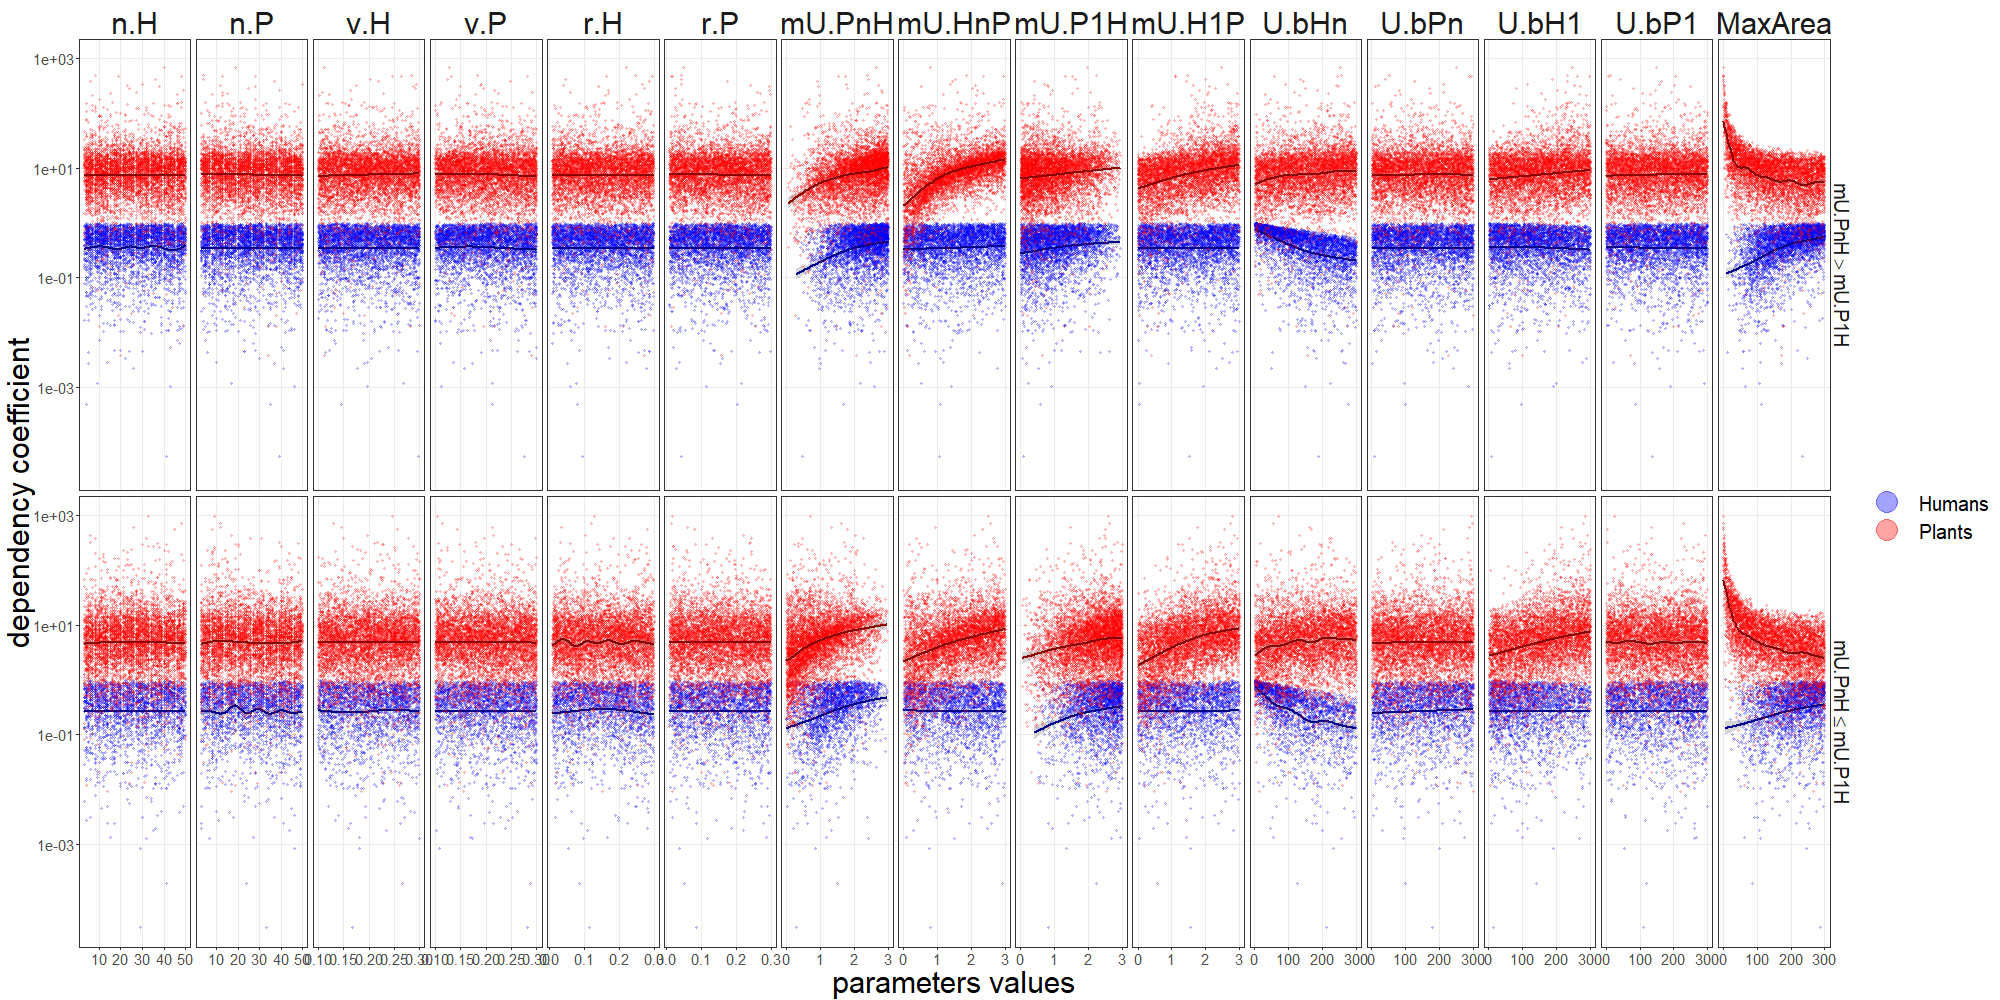 n.H n.P v.H v.P r.H r.P mU.PnH mU.HnP mU.P1H mU.H1P U.bHn U.bPn U.bH1 U.bP1 MaxArea
1e+03
1e+01
1e-01
1e-03
mU.PnH > mU.P1H
dependency coefficient
Humans
Plants
1e+03
1e+01
1e-01
1e-03
mU.PnH ≤ mU.P1H
10 20 30 40 50 10 20 30 40 50 0.10 0.15 0.20 0.25 0.30 0.10 0.15 0.20 0.25 0.30 0 0.1 0.2 0.3 0 0.1 0.2 0.3 0 1 2 3 0 1 2 3 0 1 2 3 0 1 2 3 0 100 200 300 0 100 200 300 0 100 200 300 0 100 200 300 0 100 200 300
parameters values